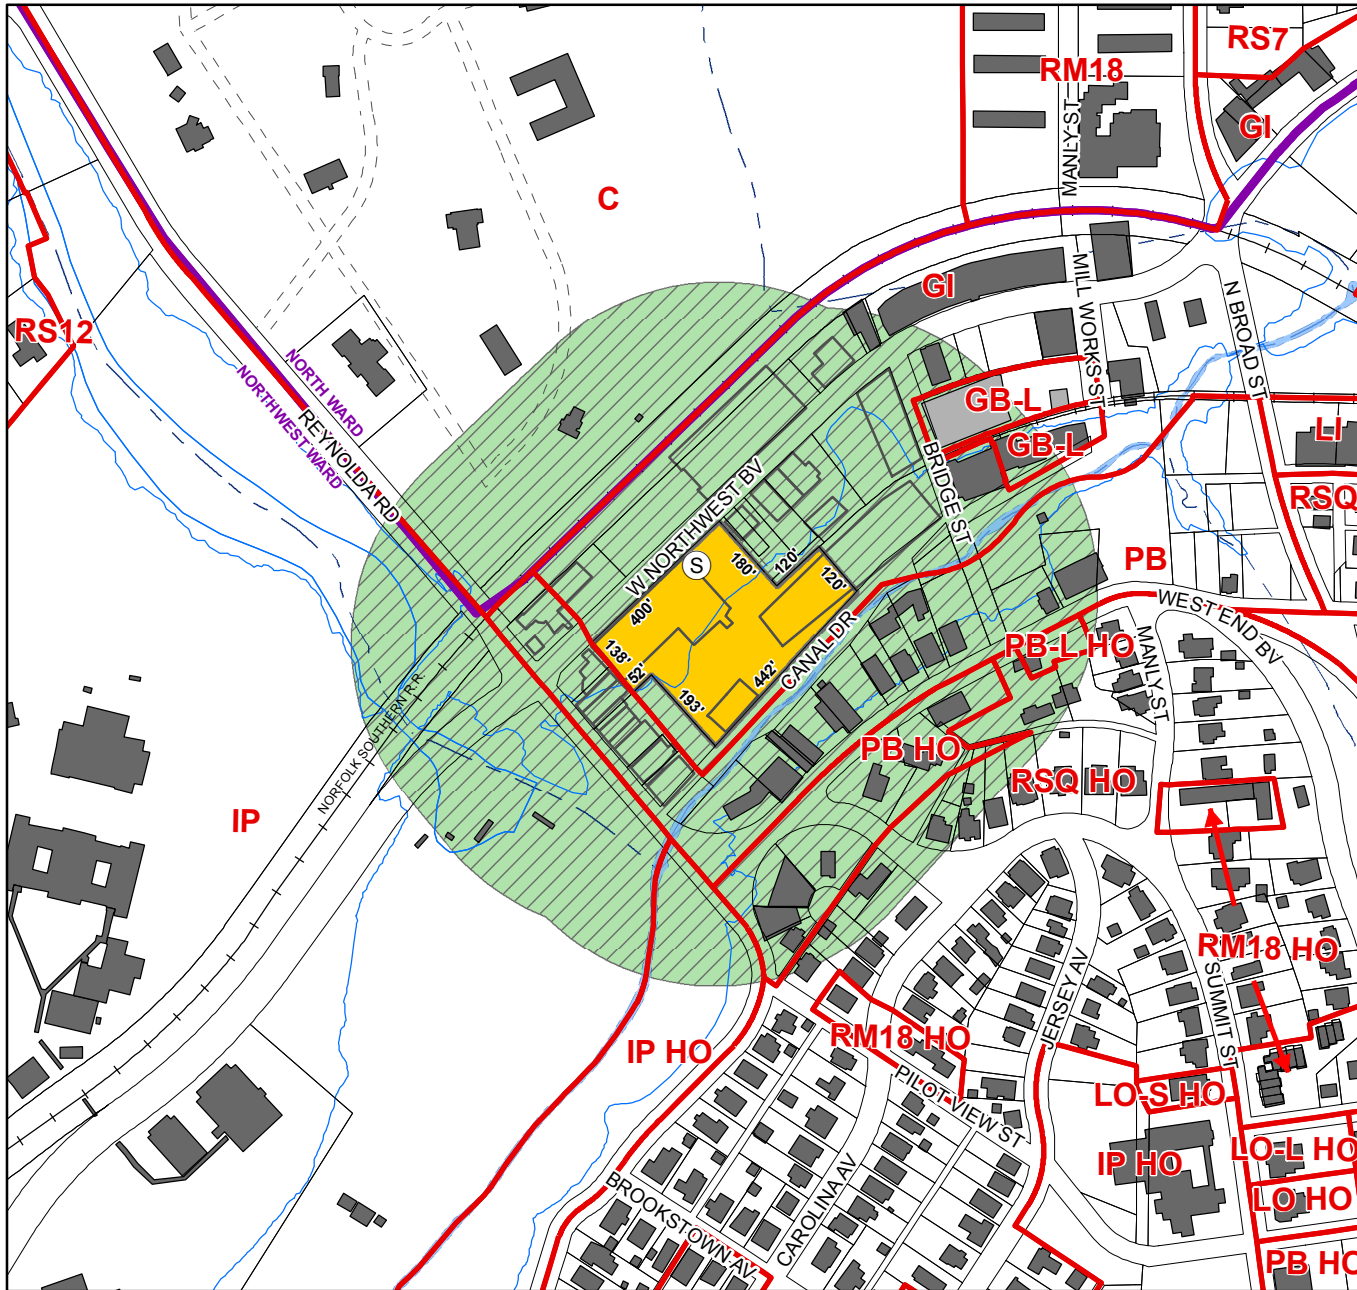 RS7
RM18
MANLY ST
GI
C
GI
MILL WORKS ST
N BROAD ST
RS12
NORTH WARD
NORTHWEST WARD
REYNOLDA RD
GB-L
GB-L
LI
BRIDGE ST
RSQ
W NORTHWEST BV
S
180'
120'
120'
PB
400'
WEST END BV
CANAL DR
138'
52'
442'
193'
PB-L HO
MANLY ST
NORFOLK SOUTHERN R.R.
PB HO
RSQ HO
IP
RM18 HO
SUMMIT ST
JERSEY AV
IP HO
RM18 HO
PILOT VIEW ST
LO-S HO
IP HO
LO-L HO
BROOKSTOWN AV
CAROLINA AV
LO HO
PB HO